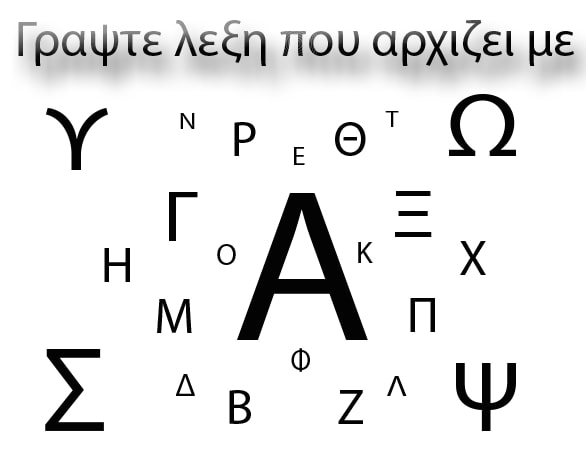 Γραψτε λεξη που αρχιζει με
ϒ Ν Ρ Ε Θ Τ Ω
Γ Ξ
Η Ο Α Κ Χ
Μ Π
Σ Δ Β Φ Ζ Λ Ψ